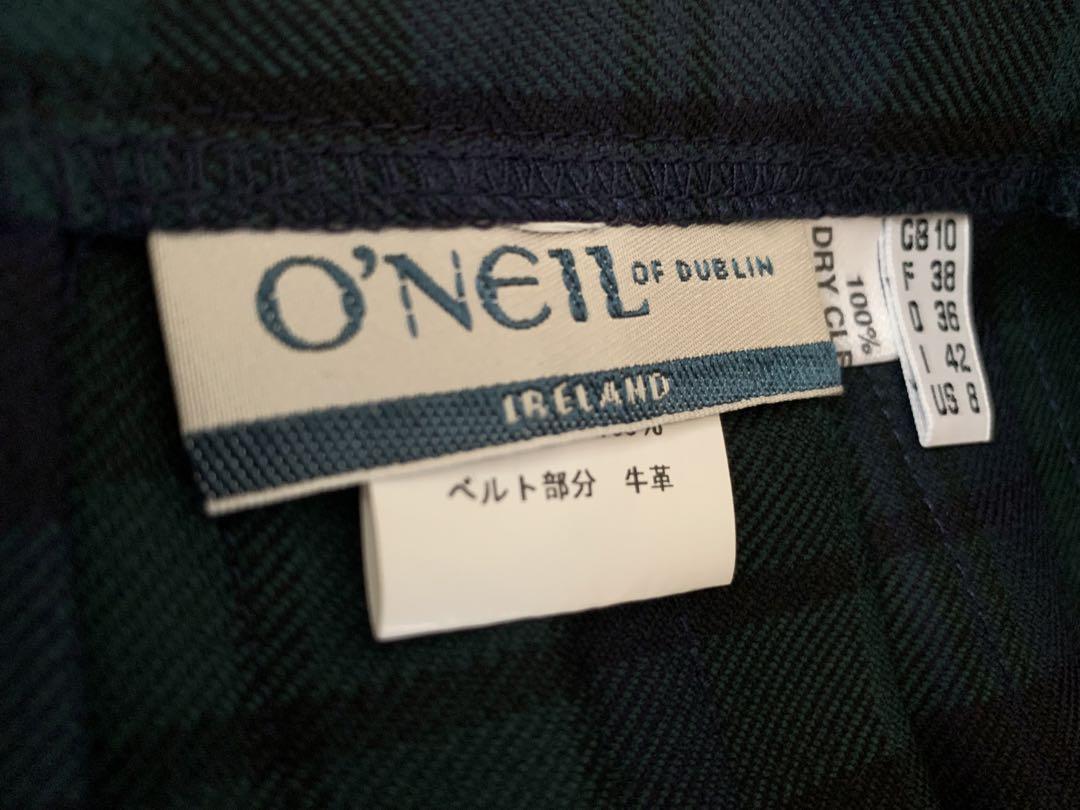 O'NEIL OF DUBLIN
IRELAND
100%
DRY CLE
GB 10
F 38
D 36
I 42
US 8
ベルト部分 牛革